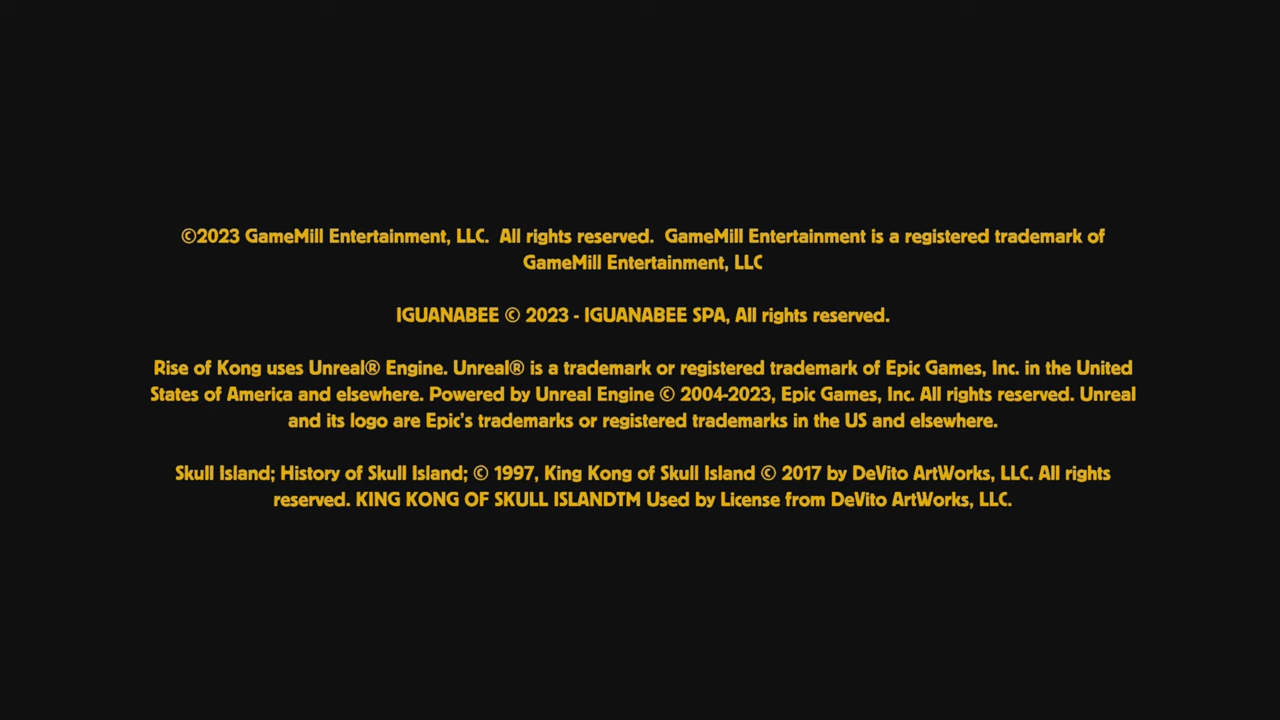 ©2023 GameMill Entertainment, LLC.  All rights reserved.  GameMill Entertainment is a registered trademark of
GameMill Entertainment, LLC
IGUANABEE © 2023 - IGUANABEE SPA, All rights reserved.
Rise of Kong uses Unreal® Engine. Unreal® is a trademark or registered trademark of Epic Games, Inc. in the United
States of America and elsewhere. Powered by Unreal Engine © 2004-2023, Epic Games, Inc. All rights reserved. Unreal
and its logo are Epic's trademarks or registered trademarks in the US and elsewhere.
Skull Island; History of Skull Island; © 1997, King Kong of Skull Island © 2017 by DeVito ArtWorks, LLC. All rights
reserved. KING KONG OF SKULL ISLANDTM Used by License from DeVito ArtWorks, LLC.